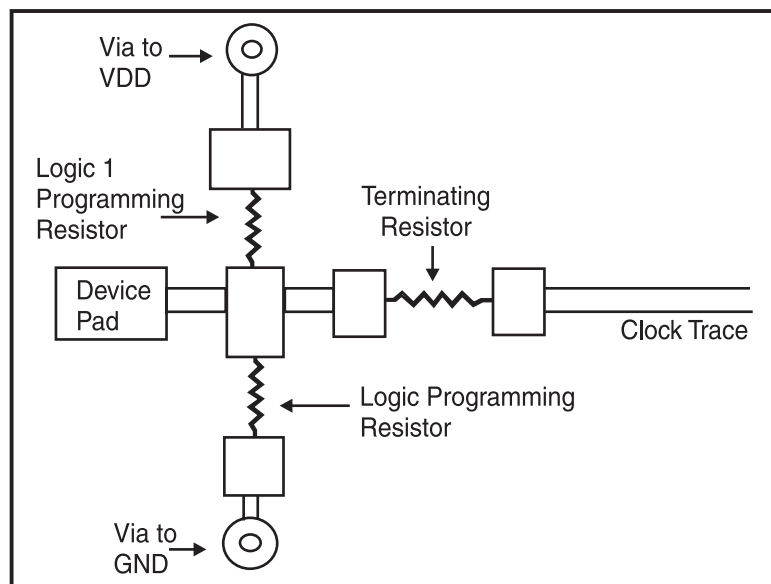 Via to
VDD
Logic 1
Programming
Resistor
Terminating
Resistor
Device
Pad
Clock Trace
Logic Programming
Resistor
Via to
GND